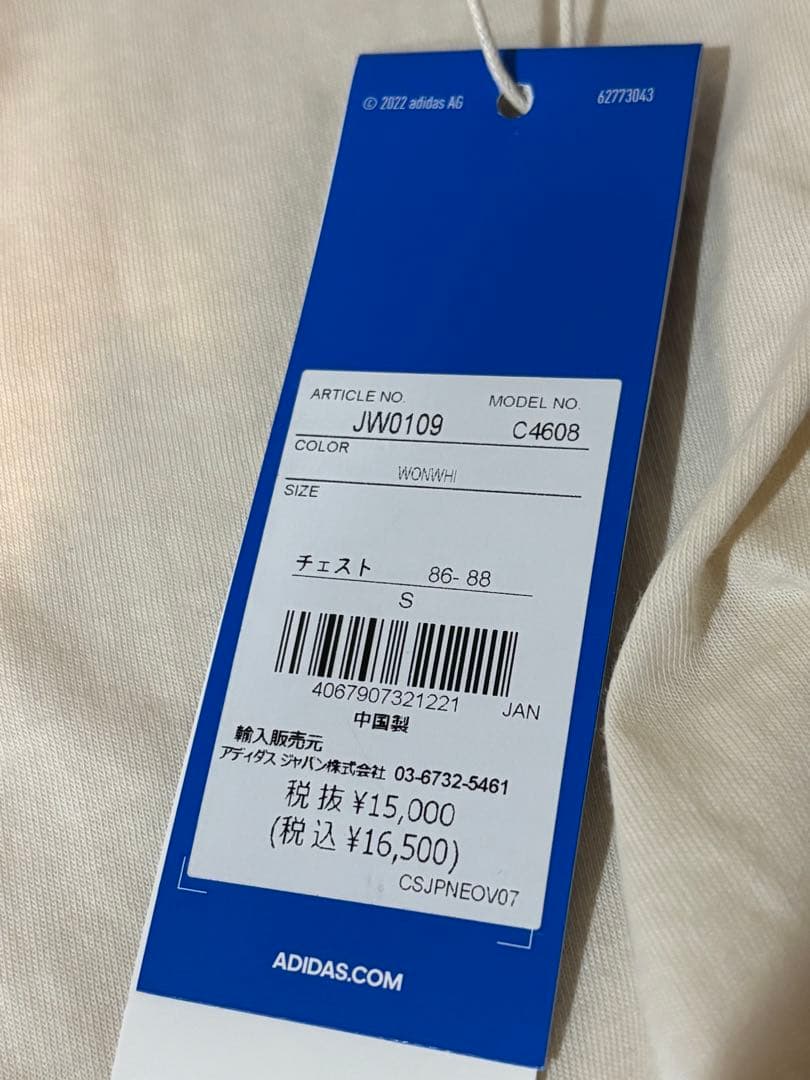 © 2022 adidas AG 62773043
ARTICLE NO. MODEL NO.
JW0109 C4608
COLOR
WONWHI
SIZE
チェスト 86- 88
S
4067907321221 JAN
中国製
輸入販売元
アディダス ジャパン株式会社 03-6732-5461
税抜 ¥15,000
(税込 ¥16,500)
CSJPNEOV07
ADIDAS.COM